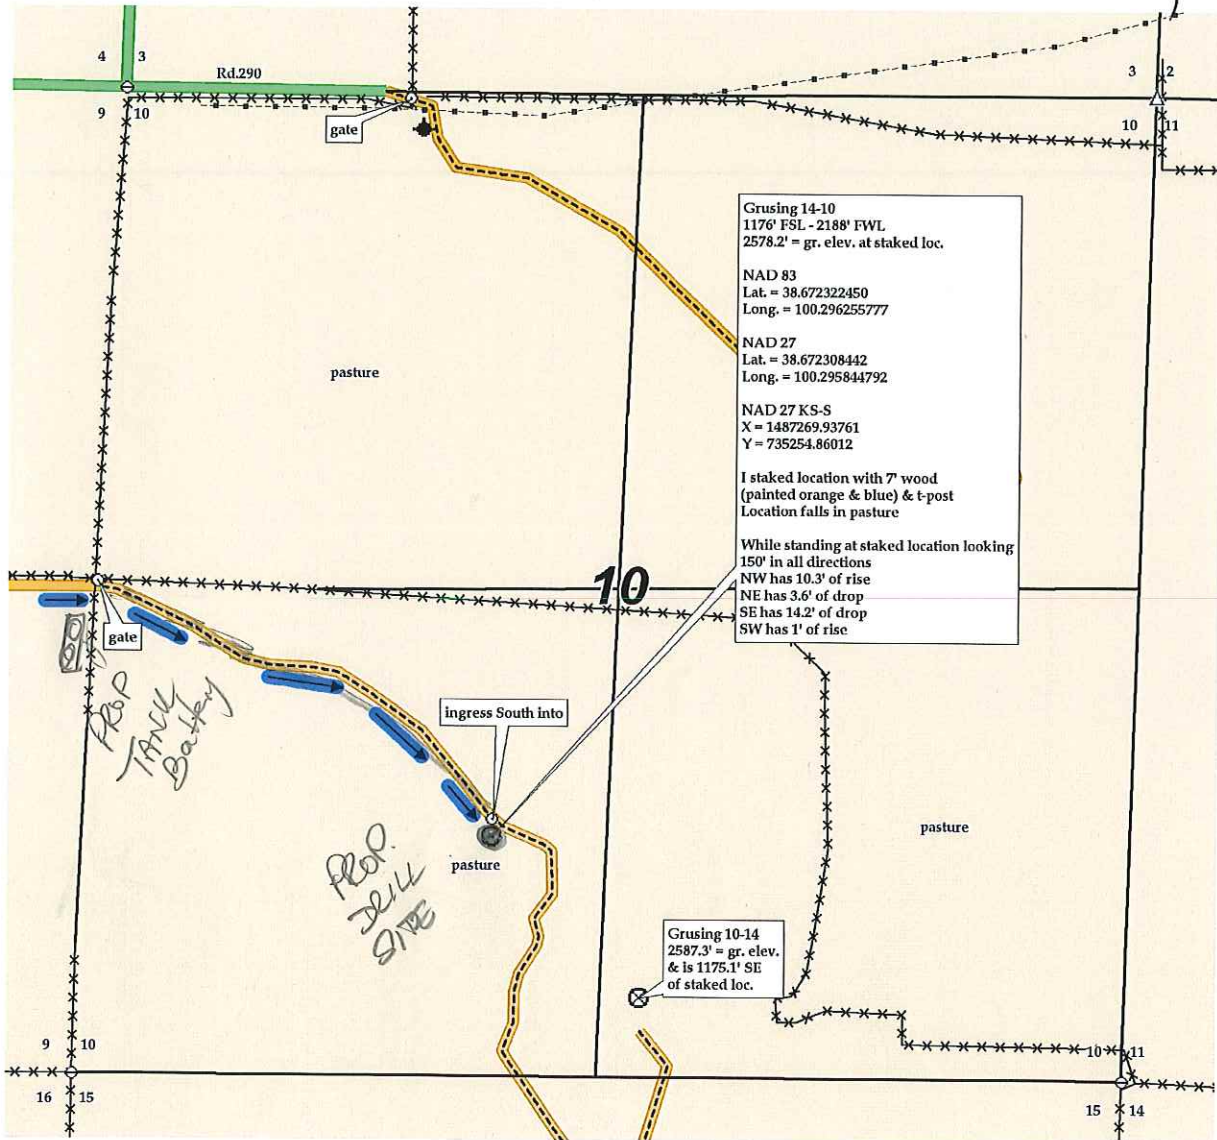 4 3
Rd.290
3 2
9 10
gate
10 11
Grusing 14-10
1176' FSL - 2188' FWL
2578.2' = gr. elev. at staked loc.
NAD 83
Lat. = 38.672322450
Long. = 100.296255777
NAD 27
Lat. = 38.672308442
Long. = 100.295844792
NAD 27 KS-S
X = 1487269.93761
Y = 735254.86012
I staked location with 7' wood
(painted orange & blue) & t-post
Location falls in pasture
While standing at staked location looking
150' in all directions
NW has 10.3' of rise
NE has 3.6' of drop
SE has 14.2' of drop
SW has 1' of rise
pasture
10
gate
PROP
TANK
Battery
ingress South into
PROP.
DRILL
SITE
pasture
pasture
Grusing 10-14
2587.3' = gr. elev.
& is 1175.1' SE
of staked loc.
9 10
10 11
16 15
15 14